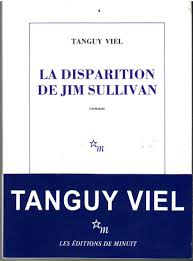 TANGUY VIEL
LA DISPARITION
DE JIM SULLIVAN
roman
m
TANGUY VIEL
m
LES ÉDITIONS DE MINUIT